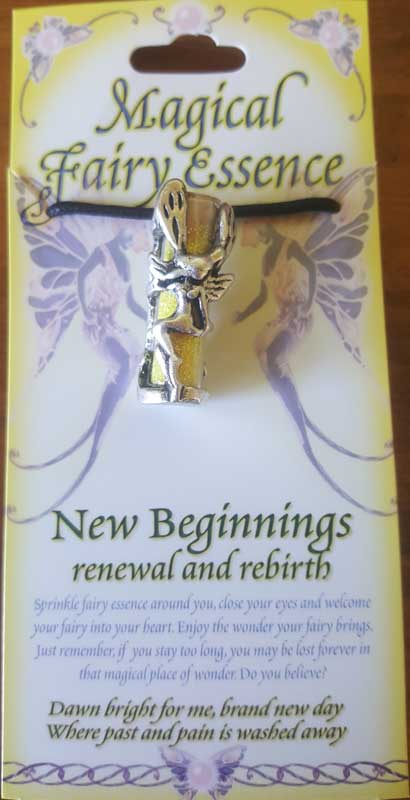 Magical
Fairy Essence
New Beginnings
renewal and rebirth
Sprinkle fairy essence around you, close your eyes and welcome
your fairy into your heart. Enjoy the wonder your fairy brings.
Just remember, if you stay too long, you may be lost forever in
that magical place of wonder. Do you believe?
Dawn bright for me, brand new day
Where past and pain is washed away